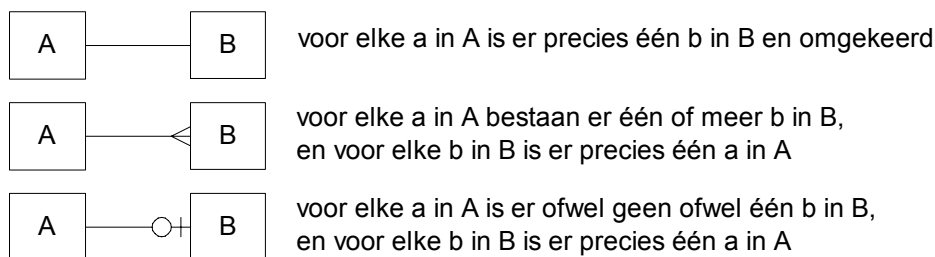 A B voor elke a in A is er precies één b in B en omgekeerd
A B voor elke a in A bestaan er één of meer b in B,
en voor elke b in B is er precies één a in A
A B voor elke a in A is er ofwel geen ofwel één b in B,
en voor elke b in B is er precies één a in A